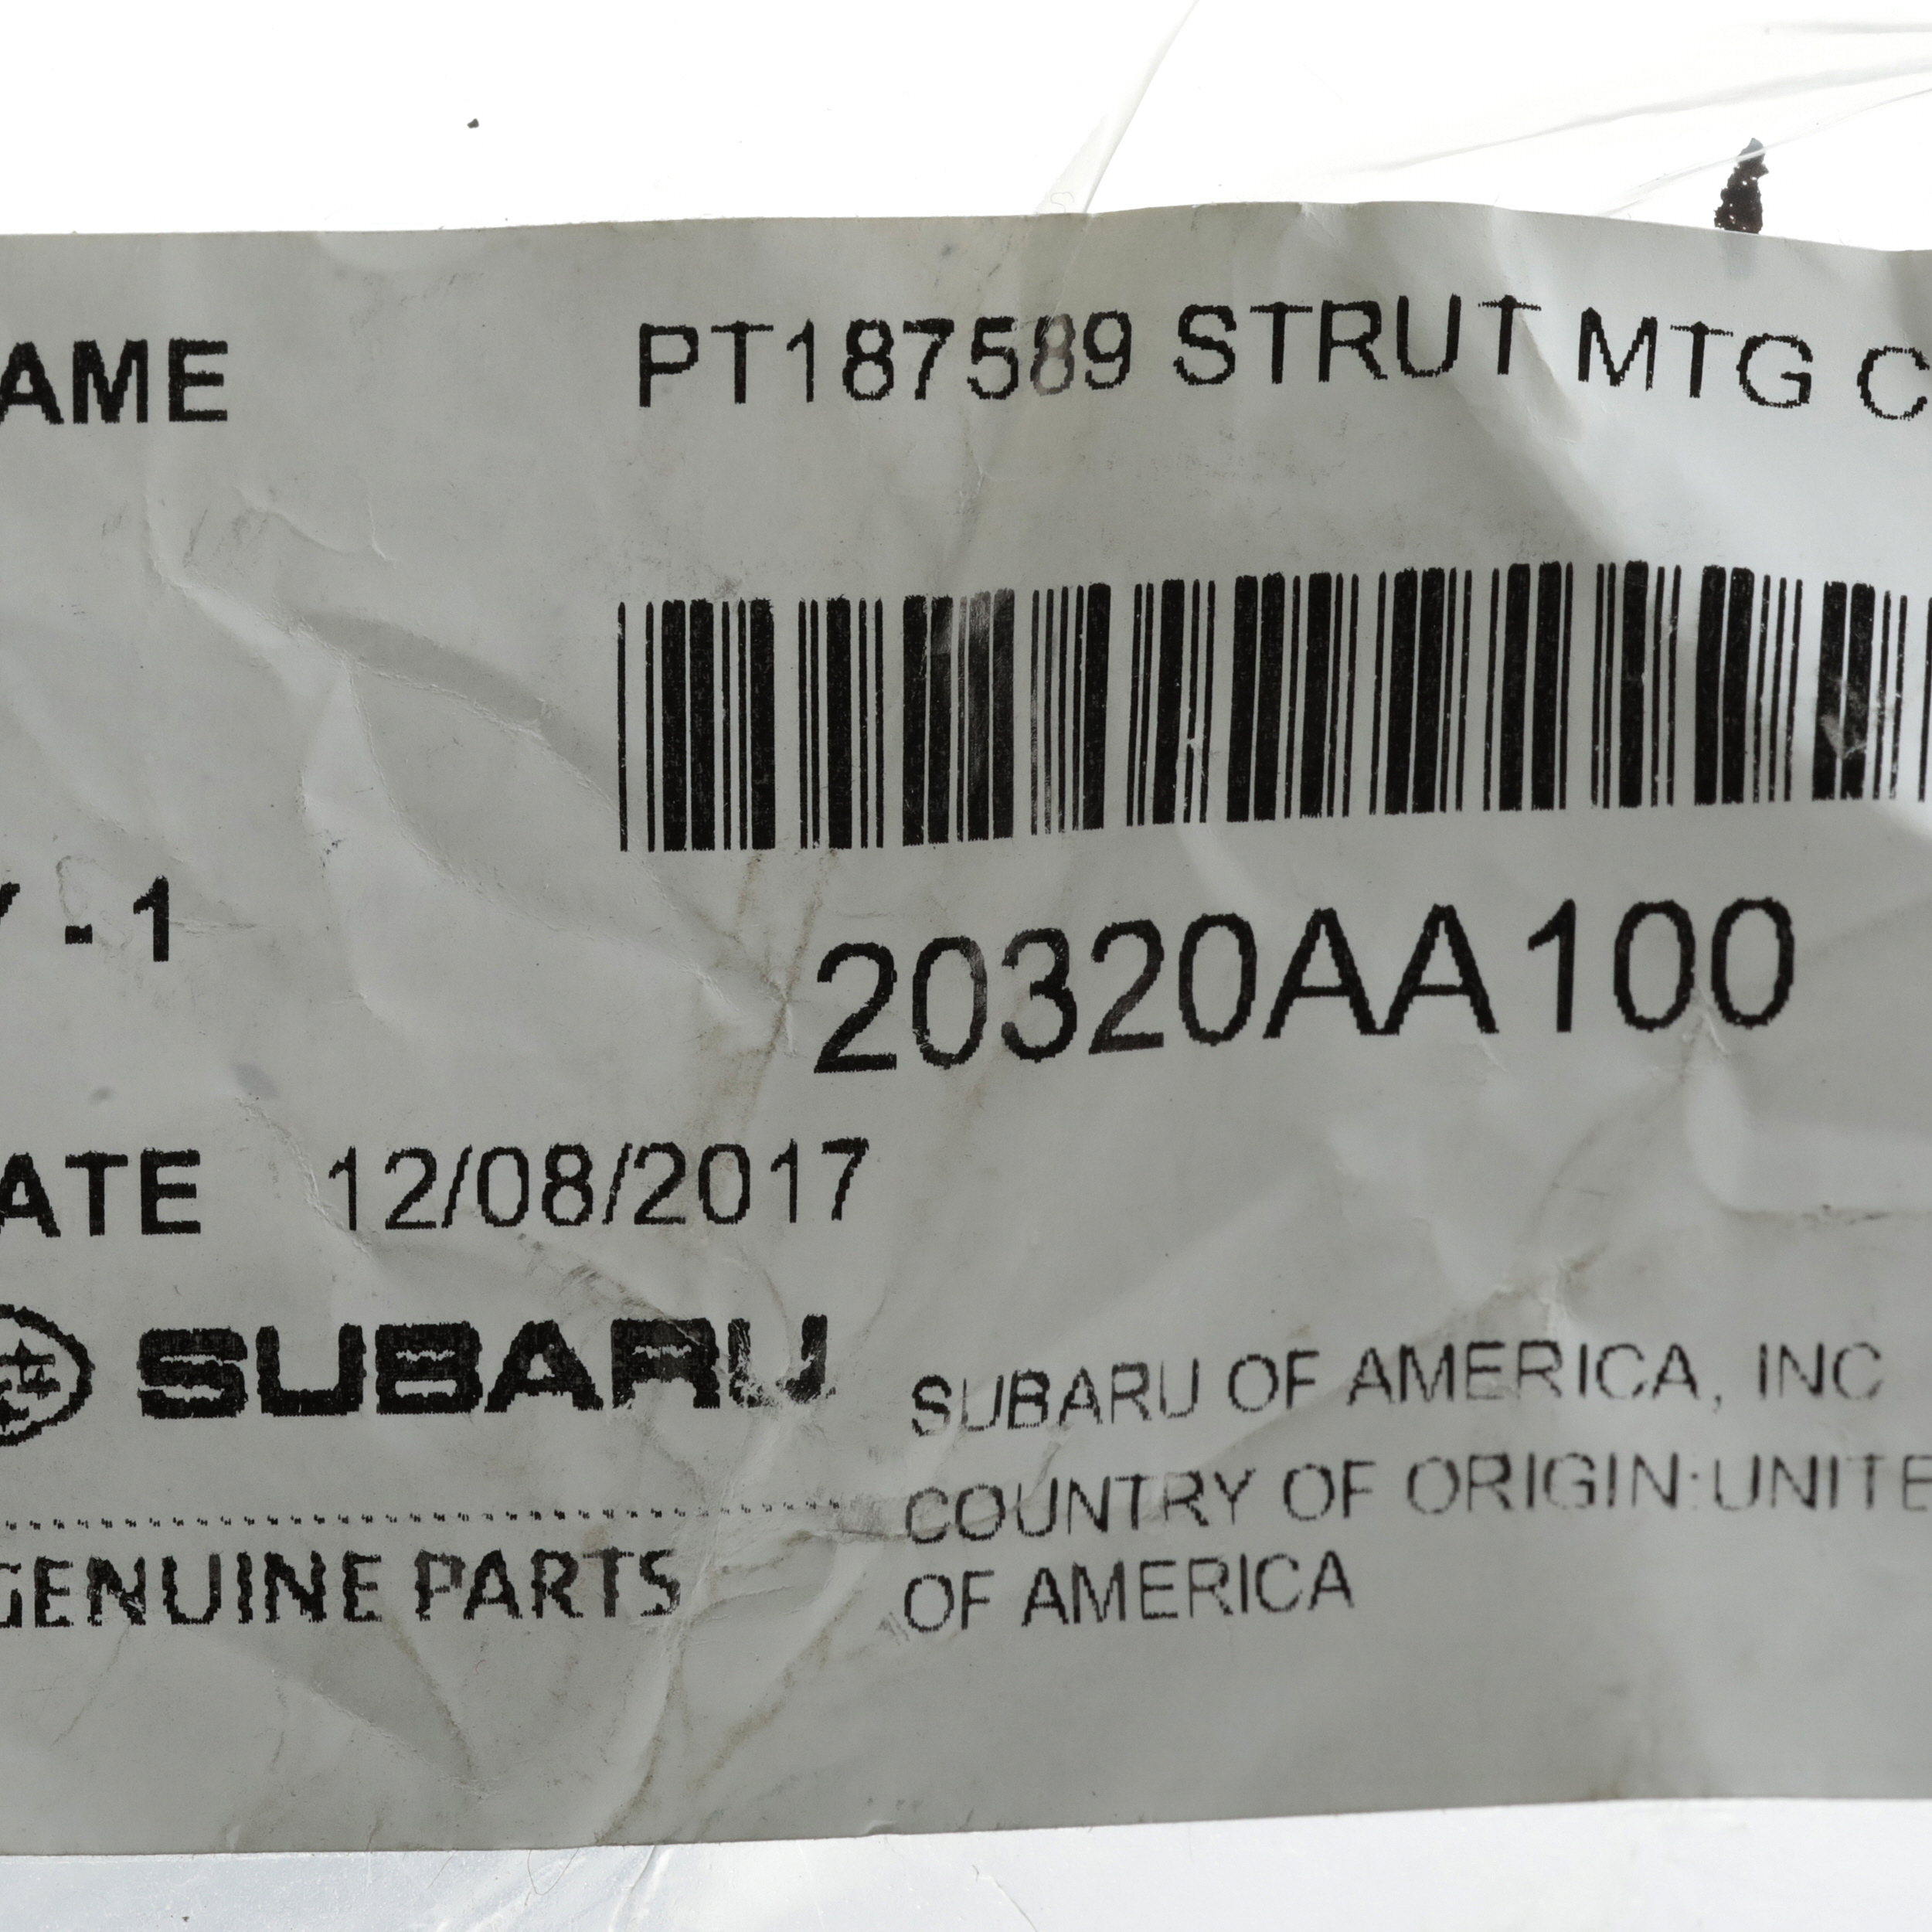 AME PT187589 STRUT MTG C
Y - 1
20320AA100
ATE 12/08/2017
SUBARU
SUBARU OF AMERICA, INC
COUNTRY OF ORIGIN:UNITE
OF AMERICA
GENUINE PARTS